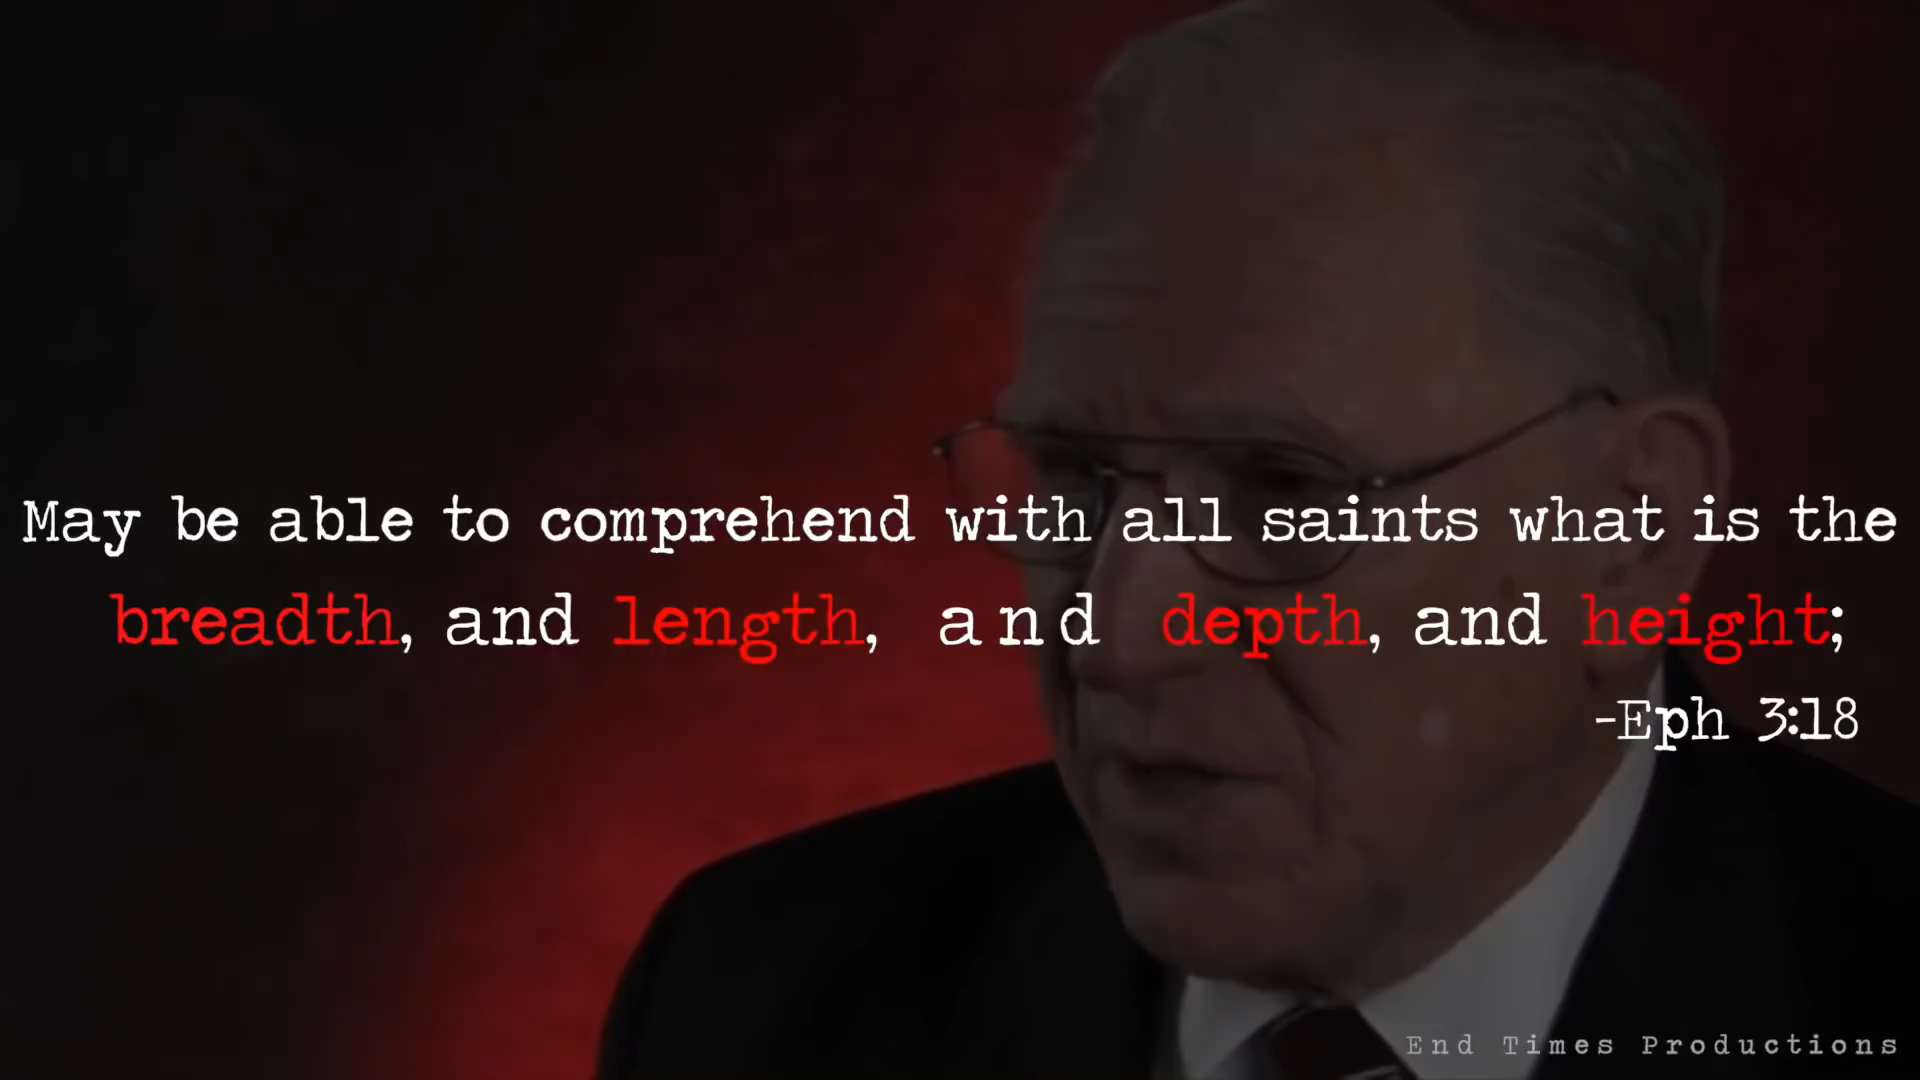 May be able to comprehend with all saints what is the
breadth, and length, and depth, and height;
-Eph 3:18
End Times Productions